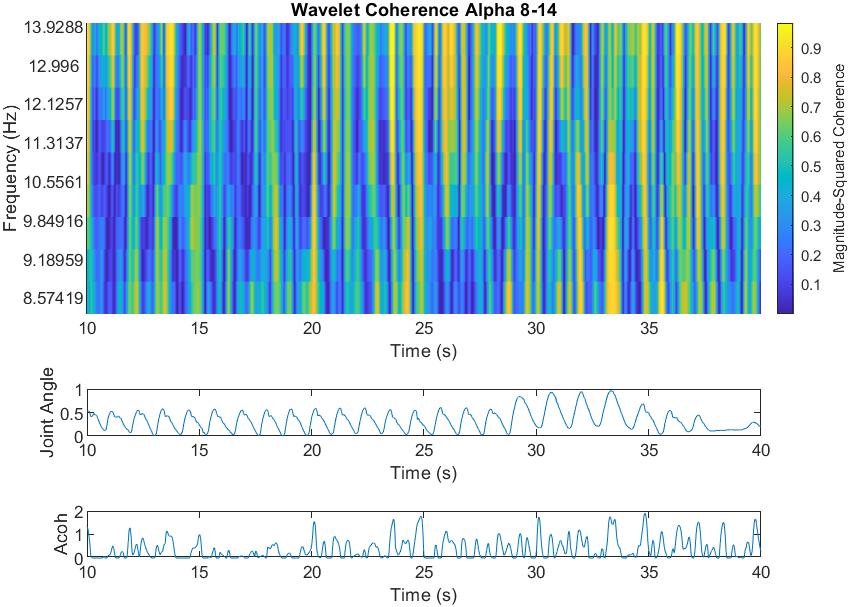 Wavelet Coherence Alpha 8-14
13.9288
12.996
12.1257
11.3137
10.5561
9.84916
9.18959
8.57419
Frequency (Hz)
10 15 20 25 30 35
Time (s)
0.9
0.8
0.7
0.6
0.5
0.4
0.3
0.2
0.1
Magnitude-Squared Coherence
Joint Angle
1
0.5
0
10 15 20 25 30 35 40
Time (s)
Acoh
2
1
0
10 15 20 25 30 35 40
Time (s)